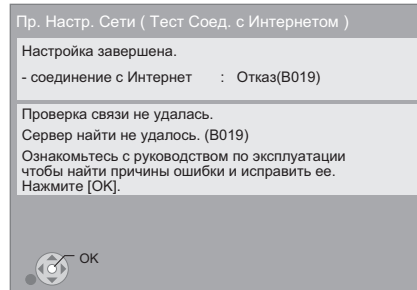 Пр. Настр. Сети ( Тест Соед. с Интернетом )
Настройка завершена.
- соединение с Интернет : Отказ(B019)
Проверка связи не удалась.
Сервер найти не удалось. (B019)
Ознакомьтесь с руководством по эксплуатации
чтобы найти причины ошибки и исправить ее.
Нажмите [OK].
OK